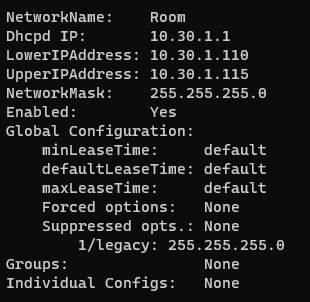 NetworkName:    Room
Dhcpd IP:       10.30.1.1
LowerIPAddress: 10.30.1.110
UpperIPAddress: 10.30.1.115
NetworkMask:    255.255.255.0
Enabled:        Yes
Global Configuration:
    minLeaseTime:     default
    defaultLeaseTime: default
    maxLeaseTime:     default
    Forced options:   None
    Suppressed opts.: None
        1/legacy: 255.255.255.0
Groups:               None
Individual Configs:   None